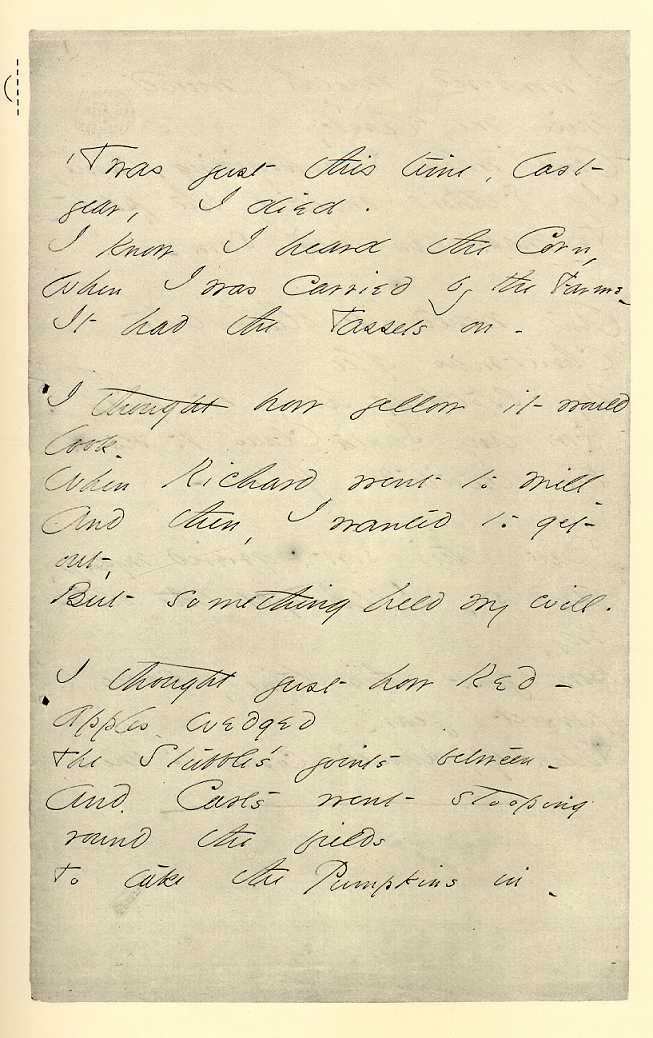 'Twas just this time, last
year, I died.
I know I heard the Corn,
When I was carried by the Farms -
It had the Tassels on -
I thought how yellow it would
look -
When Richard went to mill -
And then, I wanted to get
out,
But something held my will.
I thought just how Red -
Apples wedged
The Stubble's joints between -
And Carts went stooping
round the fields
To take the Pumpkins in -